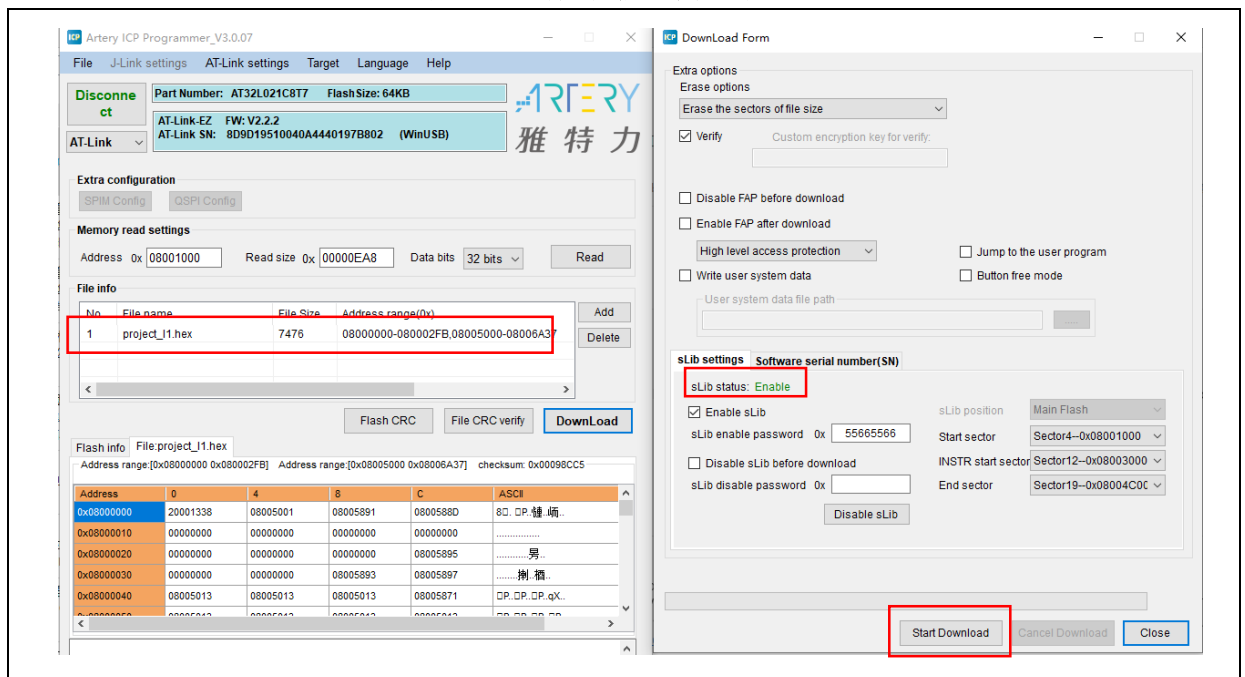 Artery ICP Programmer_V3.0.07
File J-Link settings AT-Link settings Target Language Help
Disconne
ct
Part Number: AT32L021C8T7 FlashSize: 64KB
AT-Link-EZ FW: V2.2.2
AT-Link SN: 8D9D19510040A4440197B802 (WinUSB)
AT-Link
ARTERY
雅特力
Extra configuration
SPIM Config QSPI Config
Memory read settings
Address 0x 08001000 Read size 0x 00000EA8 Data bits 32 bits Read
File info
No. File name File Size Address range(0x)
1 project_l1.hex 7476 08000000-080002FB,08005000-08006A37
Add
Delete
Flash CRC File CRC verify DownLoad
Flash info File:project_l1.hex
Address range:[0x08000000 0x080002FB] Address range:[0x08005000 0x08006A37] checksum: 0x00098CC5
Address 0 4 8 C ASCII
0x08000000 20001338 08005001 08005891 0800588D
0x08000010 00000000 00000000 00000000 00000000 ................
0x08000020 00000000 00000000 00000000 08005895
0x08000030 00000000 00000000 08005893 08005897
0x08000040 08005013 08005013 08005013 08005871
DownLoad Form
Extra options
Erase options
Erase the sectors of file size
Verify Custom encryption key for verify:
Disable FAP before download
Enable FAP after download
High level access protection Jump to the user program
Write user system data Button free mode
User system data file path
sLib settings Software serial number(SN)
sLib status: Enable
Enable sLib sLib position Main Flash
sLib enable password 0x 55665566 Start sector Sector4--0x08001000
Disable sLib before download INSTR start sector Sector12--0x08003000
sLib disable password 0x End sector Sector19--0x08004C0
Disable sLib
Start Download Cancel Download Close